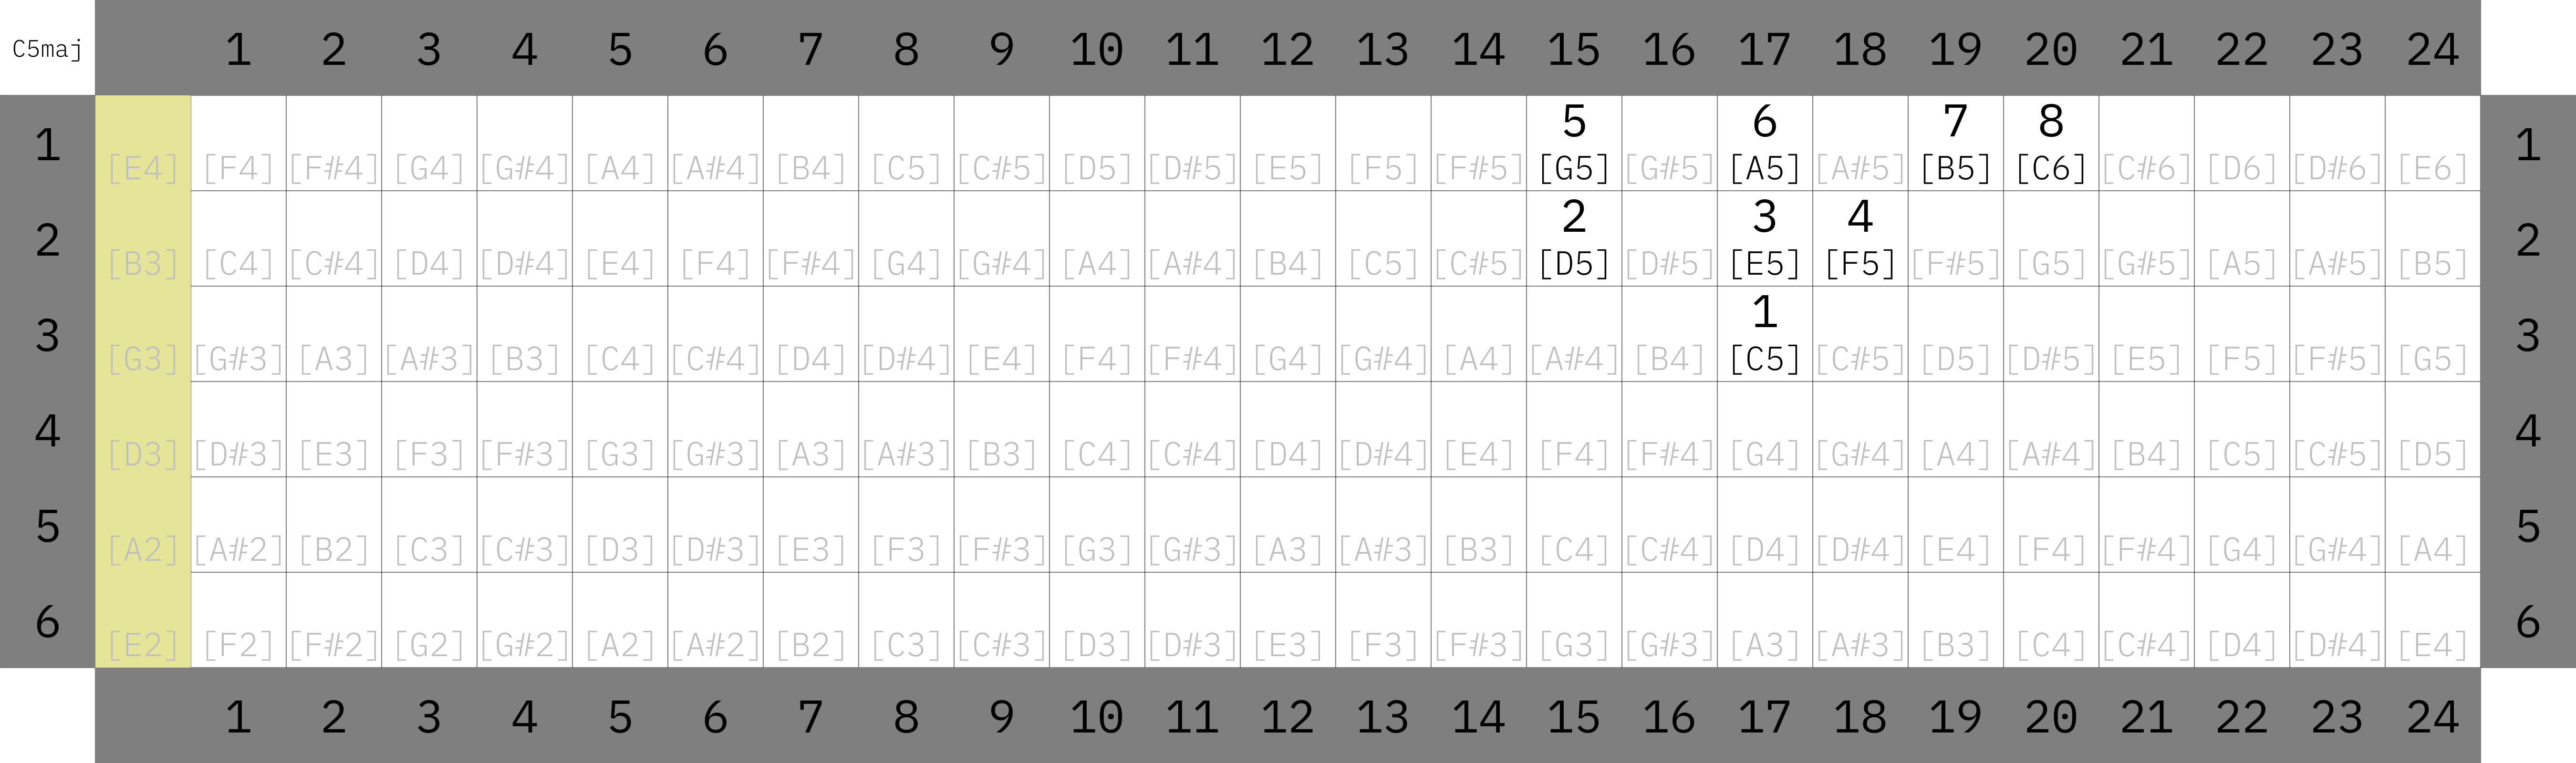 C5maj 1 2 3 4 5 6 7 8 9 10 11 12 13 14 15 16 17 18 19 20 21 22 23 24
5 6 7 8
1 [E4] [F4] [F#4] [G4] [G#4] [A4] [A#4] [B4] [C5] [C#5] [D5] [D#5] [E5] [F5] [F#5] [G5] [G#5] [A5] [A#5] [B5] [C6] [C#6] [D6] [D#6] [E6] 1
2 3 4
2 [B3] [C4] [C#4] [D4] [D#4] [E4] [F4] [F#4] [G4] [G#4] [A4] [A#4] [B4] [C5] [C#5] [D5] [D#5] [E5] [F5] [F#5] [G5] [G#5] [A5] [A#5] [B5] 2
1
3 [G3] [G#3] [A3] [A#3] [B3] [C4] [C#4] [D4] [D#4] [E4] [F4] [F#4] [G4] [G#4] [A4] [A#4] [B4] [C5] [C#5] [D5] [D#5] [E5] [F5] [F#5] [G5] 3
4 [D3] [D#3] [E3] [F3] [F#3] [G3] [G#3] [A3] [A#3] [B3] [C4] [C#4] [D4] [D#4] [E4] [F4] [F#4] [G4] [G#4] [A4] [A#4] [B4] [C5] [C#5] [D5] 4
5 [A2] [A#2] [B2] [C3] [C#3] [D3] [D#3] [E3] [F3] [F#3] [G3] [G#3] [A3] [A#3] [B3] [C4] [C#4] [D4] [D#4] [E4] [F4] [F#4] [G4] [G#4] [A4] 5
6 [E2] [F2] [F#2] [G2] [G#2] [A2] [A#2] [B2] [C3] [C#3] [D3] [D#3] [E3] [F3] [F#3] [G3] [G#3] [A3] [A#3] [B3] [C4] [C#4] [D4] [D#4] [E4] 6
1 2 3 4 5 6 7 8 9 10 11 12 13 14 15 16 17 18 19 20 21 22 23 24